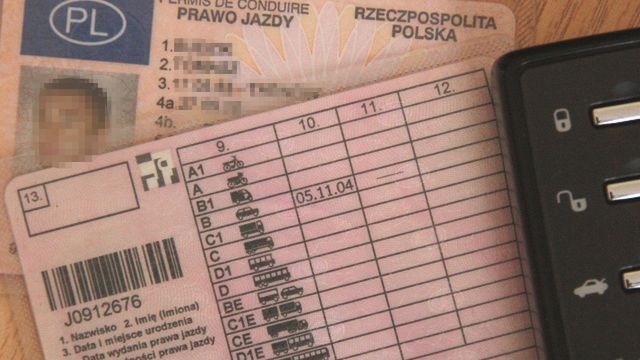 PERMIS DE CONDUIRE
PRAWO JAZDY
RZECZPOSPOLITA
POLSKA
PL
1.
2.
3.
4a
4b.
9. 10. 11. 12.
A1
A
B1 05.11.04
B
C1
C
D1
D
BE
C1E
CE
D1E
13.
J0912676
1. Nazwisko 2. Imię (Imiona)
3. Data i miejsce urodzenia
Data wydania prawa jazdy
prawa jazdy